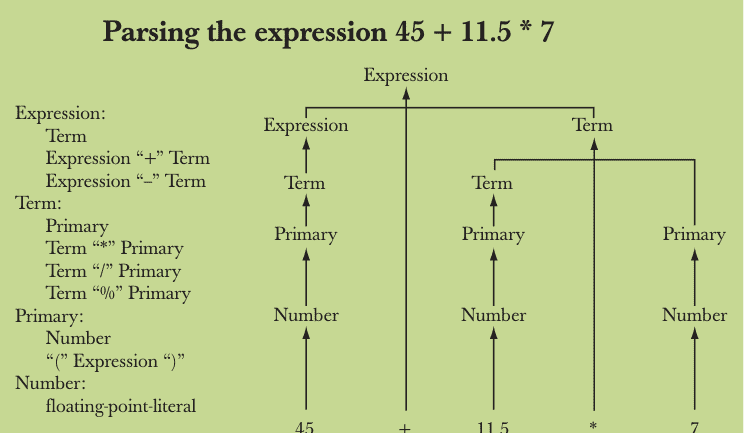 Parsing the expression 45 + 11.5 * 7
Expression:
Term
Expression “+” Term
Expression “–” Term
Term:
Primary
Term “*” Primary
Term “/” Primary
Term “%” Primary
Primary:
Number
“(” Expression “)”
Number:
floating-point-literal
Expression
Expression Term
Term Term
Primary Primary Primary
Number Number Number
45 + 11.5 * 7